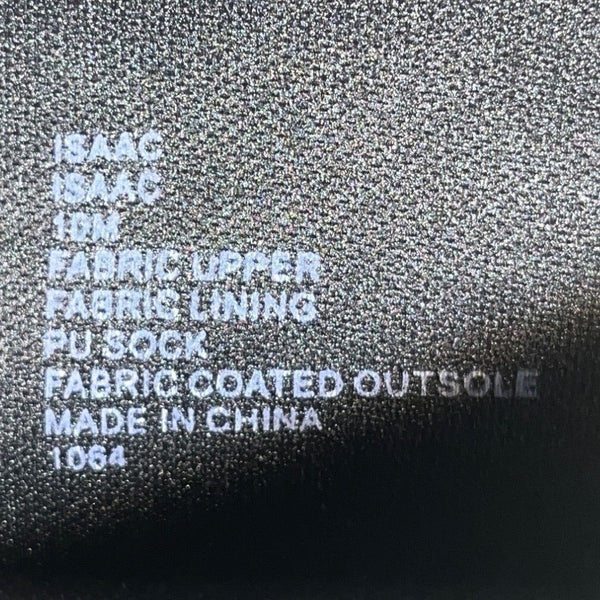 ISAAC
ISAAC
10M
FABRIC UPPER
FABRIC LINING
PU SOCK
FABRIC COATED OUTSOLE
MADE IN CHINA
1064